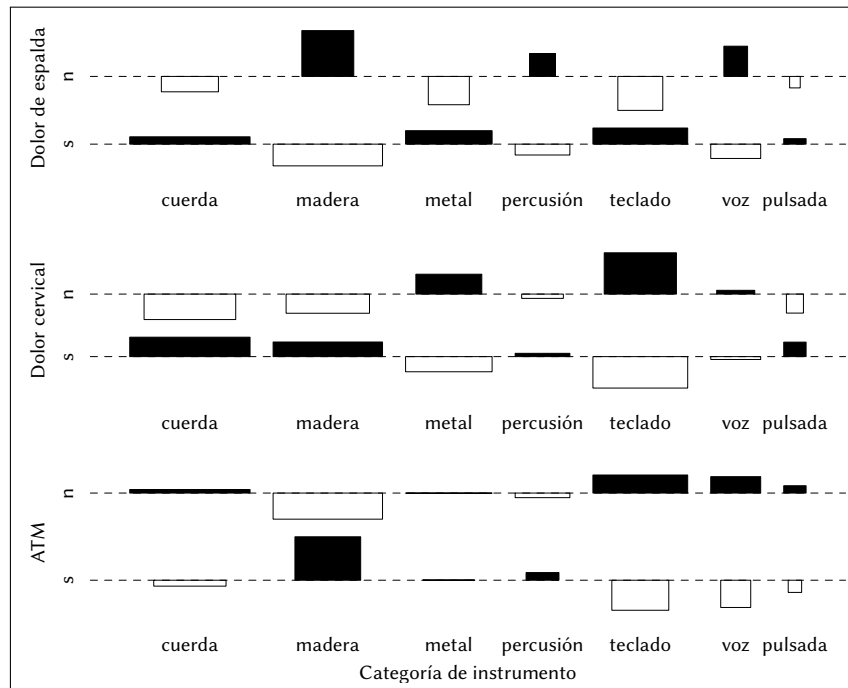 Dolor de espalda
n
s
cuerda madera metal percusión teclado voz pulsada
Dolor cervical
n
s
cuerda madera metal percusión teclado voz pulsada
ATM
n
s
cuerda madera metal percusión teclado voz pulsada
Categoría de instrumento